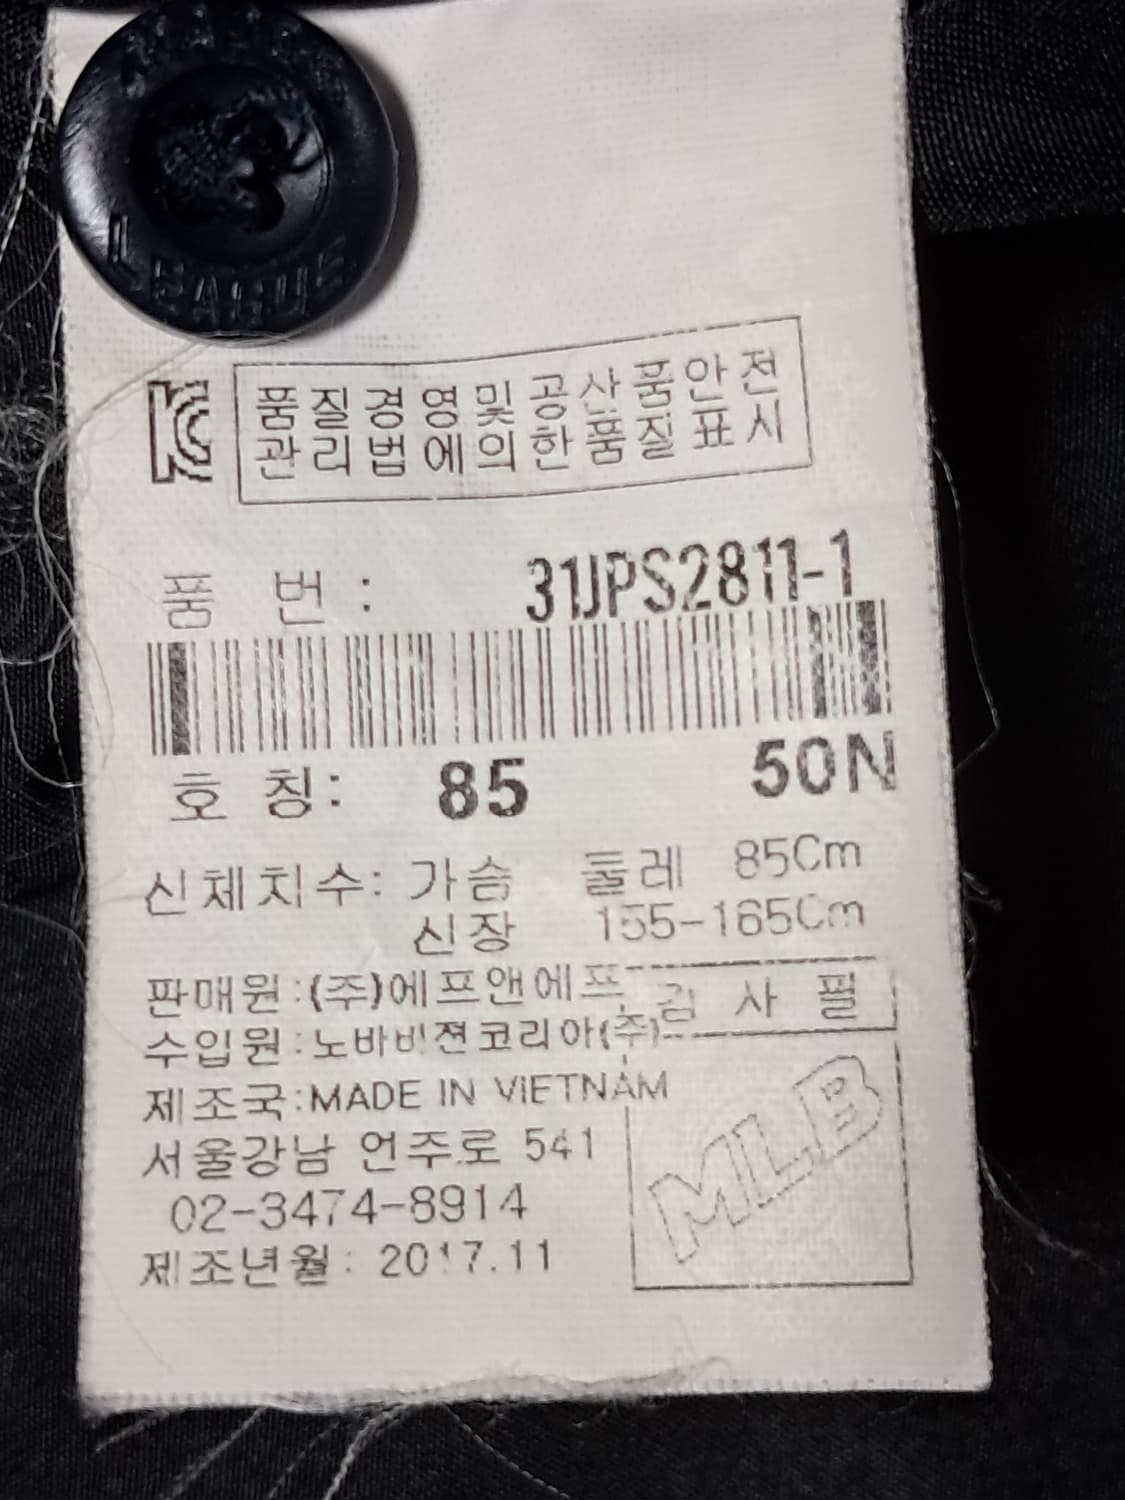 MAJOR
LEAGUE
품질경영및공산품안전
관리법에의한품질표시
품 번 : 31JPS2811-1
호 칭: 85 50N
신체치수: 가슴 둘레 85Cm
신장 155-165Cm
판매원:(주)에프앤에프
검 사 필
수입원:노바비젼코리아(주)
제조국:MADE IN VIETNAM
서울강남 언주로 541
02-3474-8914
제조년월: 2017.11
MLB